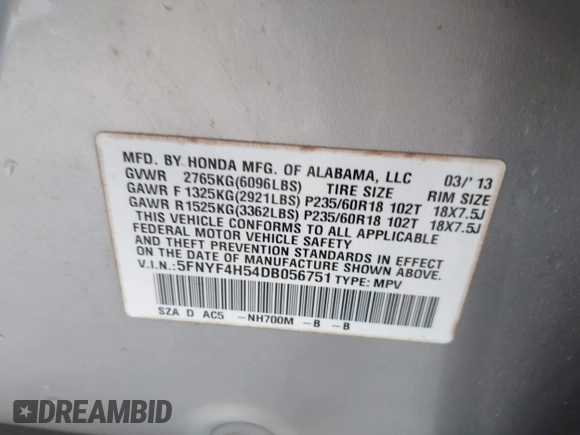 MFD. BY HONDA MFG. OF ALABAMA, LLC 03/'13
GVWR 2765KG(6096LBS) TIRE SIZE RIM SIZE
GAWR F 1325KG(2921LBS) P235/60R18 102T 18X7.5J
GAWR R1525KG(3362LBS) P235/60R18 102T 18X7.5J
THIS VEHICLE CONFORMS TO ALL APPLICABLE
FEDERAL MOTOR VEHICLE SAFETY
AND THEFT PREVENTION STANDARDS IN EFFECT
ON THE DATE OF MANUFACTURE SHOWN ABOVE.
V.I.N.:5FNYF4H54DB056751 TYPE: MPV
SZA D AC5 -NH700M -B -B
DREAMBID